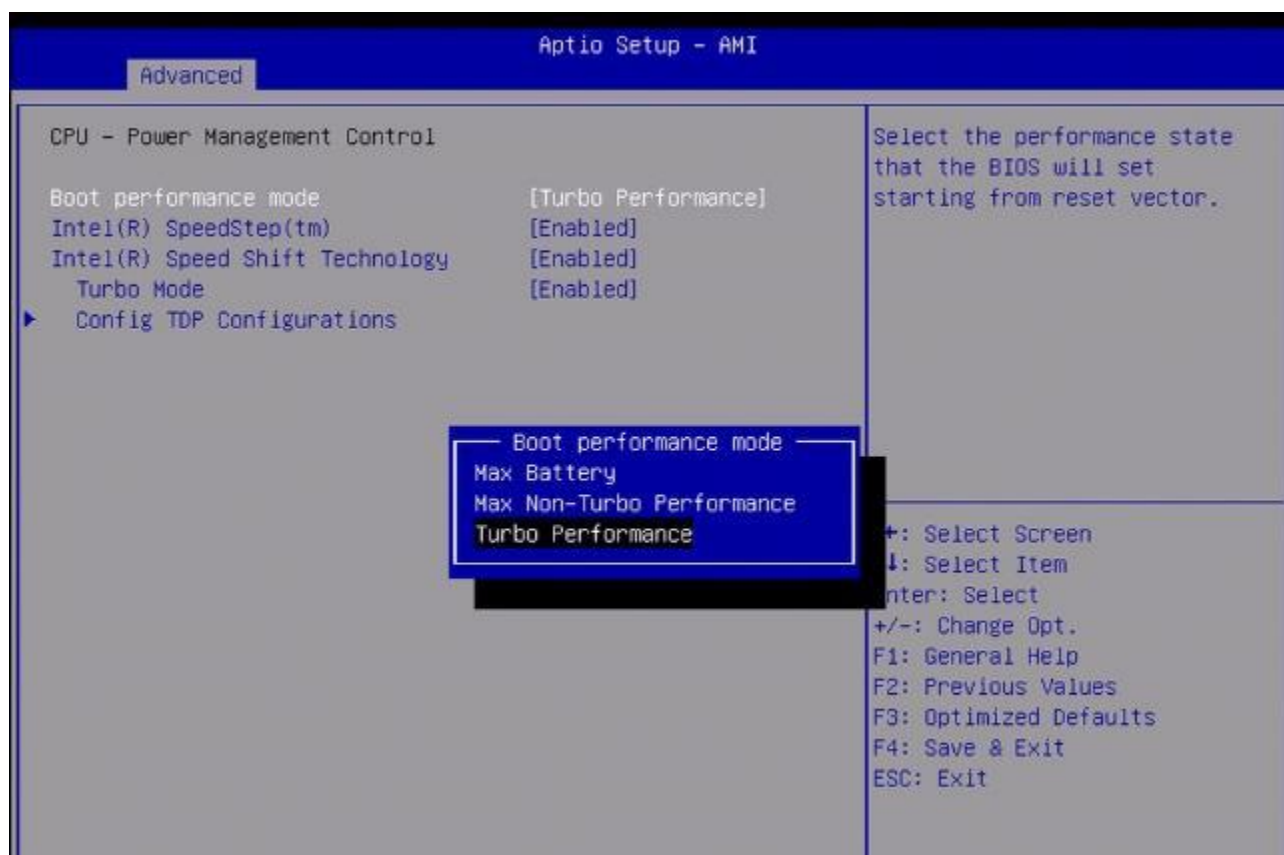 Aptio Setup - AMI
Advanced
CPU - Power Management Control
Boot performance mode [Turbo Performance]
Intel(R) SpeedStep(tm) [Enabled]
Intel(R) Speed Shift Technology [Enabled]
Turbo Mode [Enabled]
Config TDP Configurations
Select the performance state
that the BIOS will set
starting from reset vector.
Boot performance mode
Max Battery
Max Non-Turbo Performance
Turbo Performance
: Select Screen
: Select Item
nter: Select
+/-: Change Opt.
F1: General Help
F2: Previous Values
F3: Optimized Defaults
F4: Save & Exit
ESC: Exit